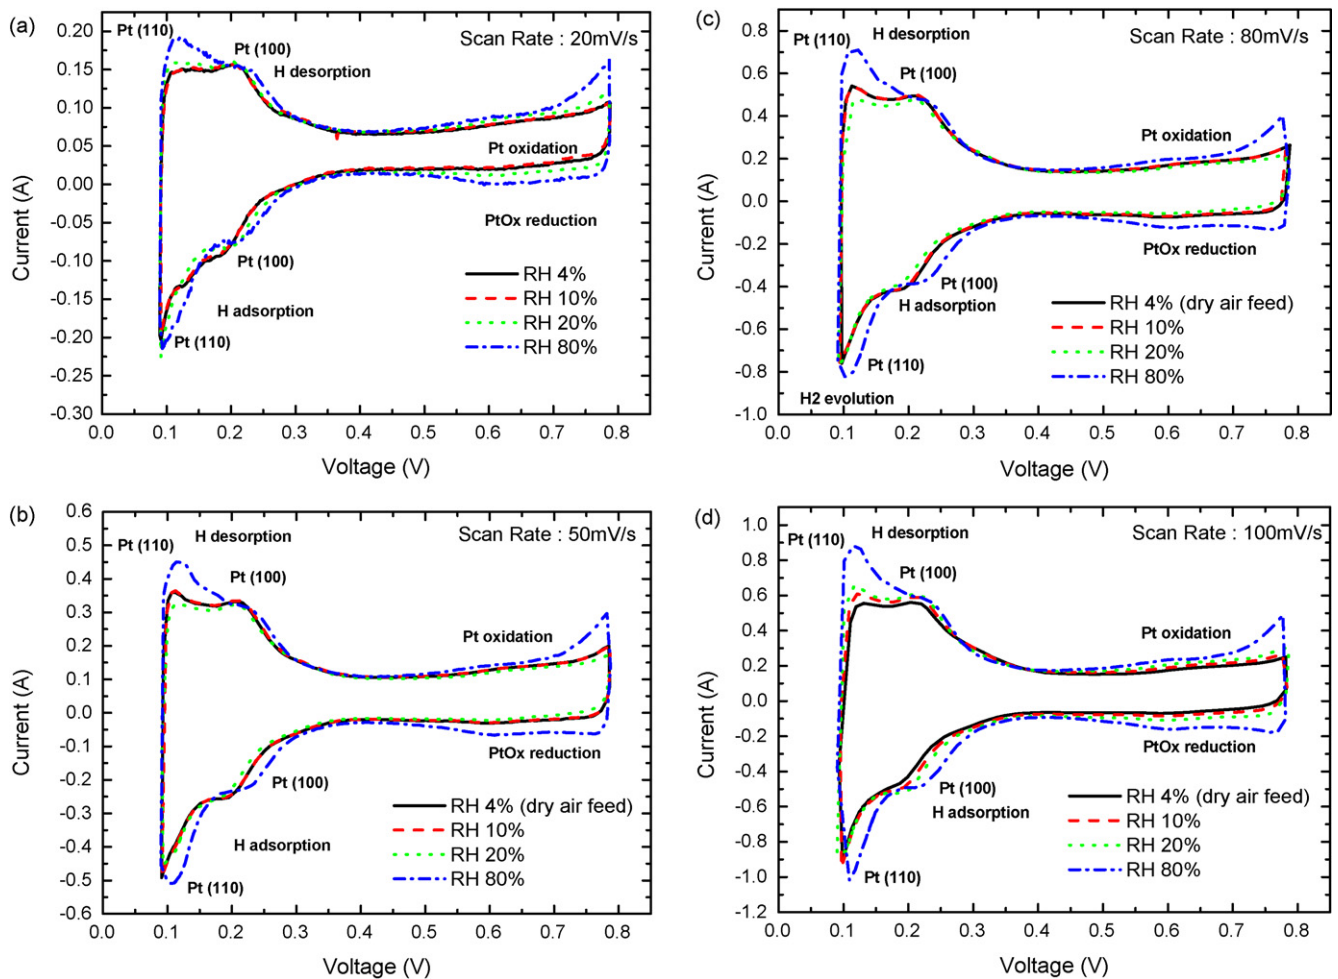 (a)
Scan Rate : 20mV/s
Pt (110)
Pt (100)
H desorption
Pt oxidation
PtOx reduction
Pt (100)
H adsorption
Pt (110)
RH 4%
RH 10%
RH 20%
RH 80%
Current (A)
0.20
0.15
0.10
0.05
0.00
-0.05
-0.10
-0.15
-0.20
-0.25
-0.30
0.0 0.1 0.2 0.3 0.4 0.5 0.6 0.7 0.8
Voltage (V)
(b)
Scan Rate : 50mV/s
Pt (110)
H desorption
Pt (100)
Pt oxidation
PtOx reduction
Pt (100)
H adsorption
Pt (110)
RH 4% (dry air feed)
RH 10%
RH 20%
RH 80%
Current (A)
0.6
0.5
0.4
0.3
0.2
0.1
0.0
-0.1
-0.2
-0.3
-0.4
-0.5
-0.6
0.0 0.1 0.2 0.3 0.4 0.5 0.6 0.7 0.8
Voltage (V)
(c)
Scan Rate : 80mV/s
H desorption
Pt (110)
Pt (100)
Pt oxidation
PtOx reduction
Pt (100)
H adsorption
Pt (110)
H2 evolution
RH 4% (dry air feed)
RH 10%
RH 20%
RH 80%
Current (A)
0.8
0.6
0.4
0.2
0.0
-0.2
-0.4
-0.6
-0.8
-1.0
0.0 0.1 0.2 0.3 0.4 0.5 0.6 0.7 0.8
Voltage (V)
(d)
Scan Rate : 100mV/s
H desorption
Pt (110)
Pt (100)
Pt oxidation
PtOx reduction
Pt (100)
H adsorption
Pt (110)
RH 4% (dry air feed)
RH 10%
RH 20%
RH 80%
Current (A)
1.0
0.8
0.6
0.4
0.2
0.0
-0.2
-0.4
-0.6
-0.8
-1.0
-1.2
0.0 0.1 0.2 0.3 0.4 0.5 0.6 0.7 0.8
Voltage (V)